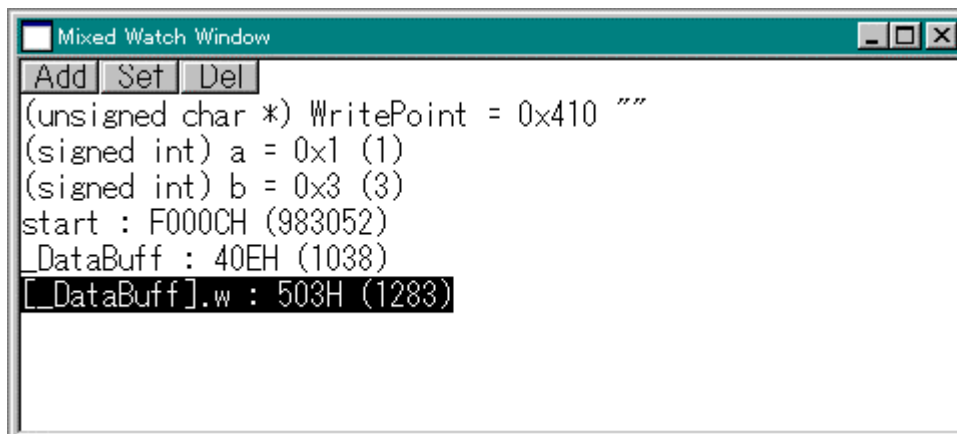 Mixed Watch Window
Add Set Del
(unsigned char *) WritePoint = 0x410 ""
(signed int) a = 0x1 (1)
(signed int) b = 0x3 (3)
start : F000CH (983052)
_DataBuff : 40EH (1038)
[_DataBuff].w : 503H (1283)